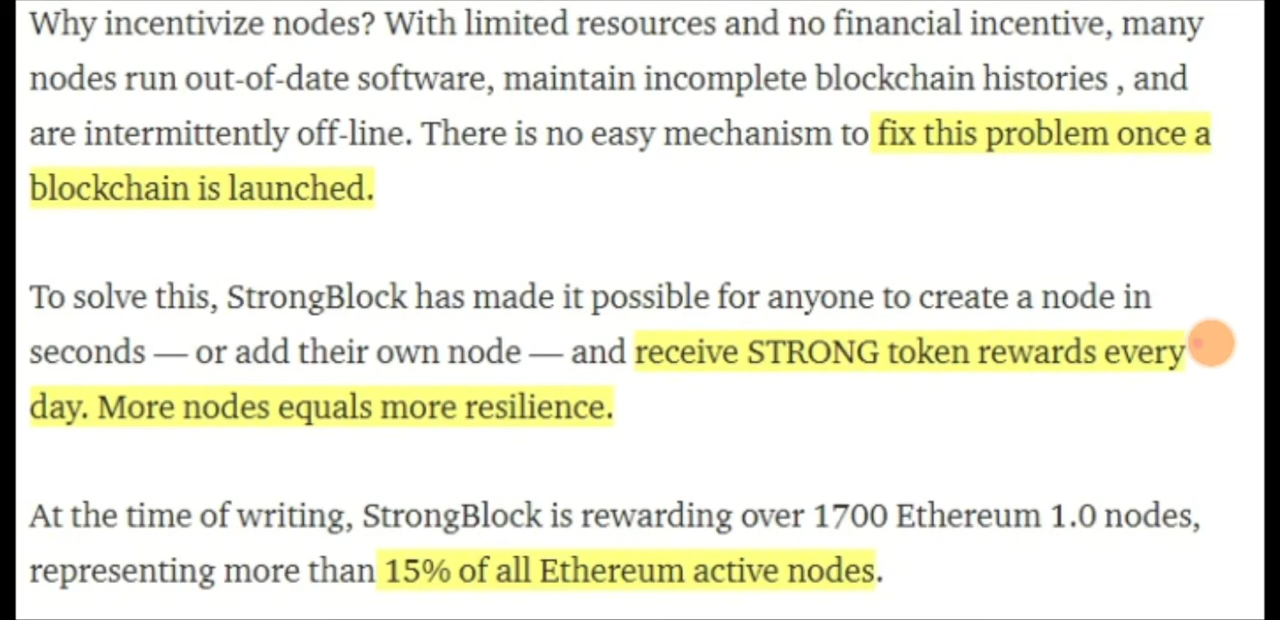 Why incentivize nodes? With limited resources and no financial incentive, many
nodes run out-of-date software, maintain incomplete blockchain histories , and
are intermittently off-line. There is no easy mechanism to fix this problem once a
blockchain is launched.
To solve this, StrongBlock has made it possible for anyone to create a node in
seconds — or add their own node — and receive STRONG token rewards every
day. More nodes equals more resilience.
At the time of writing, StrongBlock is rewarding over 1700 Ethereum 1.0 nodes,
representing more than 15% of all Ethereum active nodes.